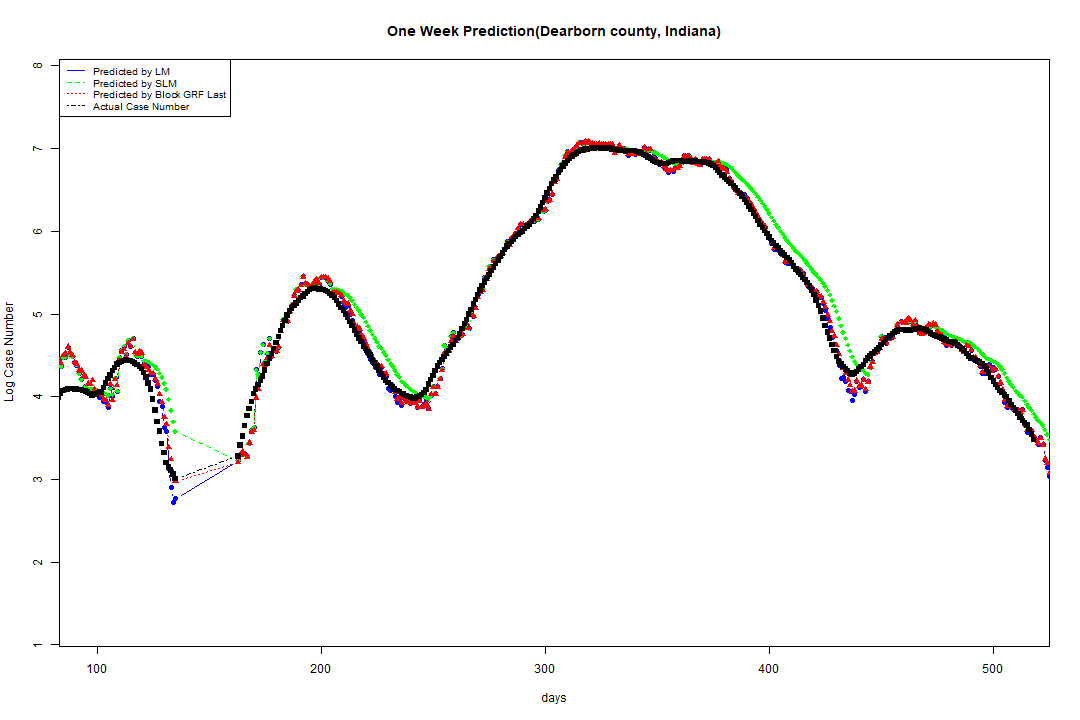 One Week Prediction(Dearborn county, Indiana)
Predicted by LM
Predicted by SLM
Predicted by Block GRF Last
Actual Case Number
Log Case Number
8
7
6
5
4
3
2
1
100 200 300 400 500
days